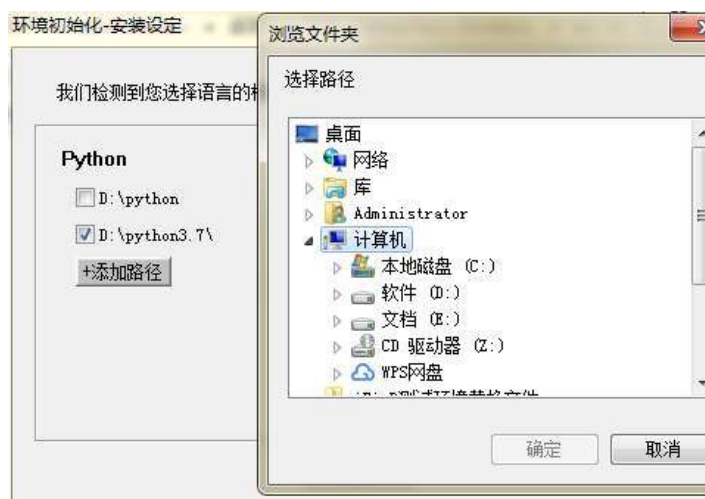 环境初始化-安装设定
我们检测到您选择语言的
Python
D:\python
D:\python3.7\
+添加路径
浏览文件夹
选择路径
桌面
网络
库
Administrator
计算机
本地磁盘 (C:)
软件 (D:)
文档 (E:)
CD 驱动器 (Z:)
WPS网盘
确定
取消